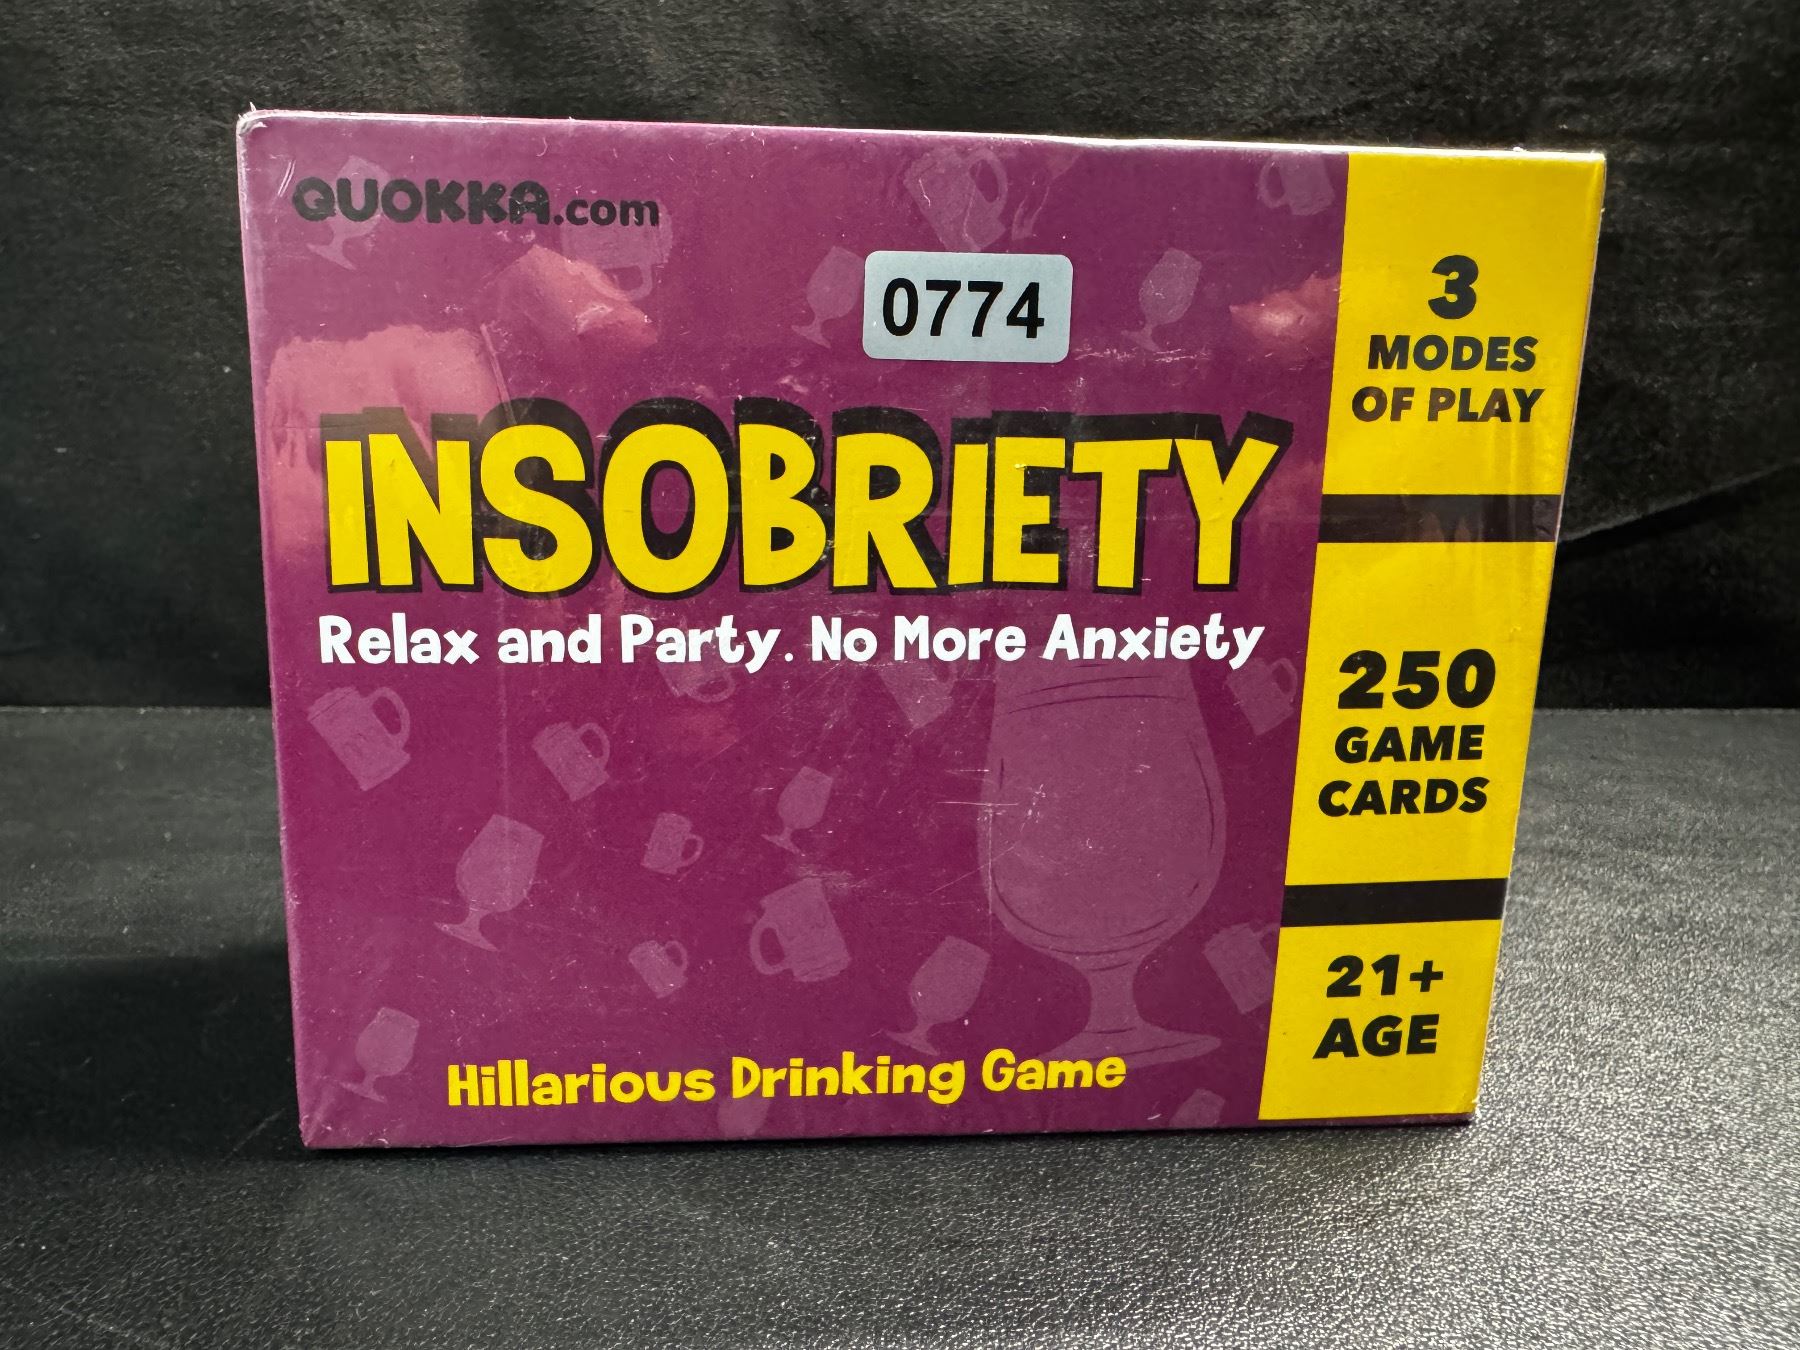 QUOKKA.com
0774
INSOBRIETY
Relax and Party. No More Anxiety
Hillarious Drinking Game
3
MODES
OF PLAY
250
GAME
CARDS
21+
AGE